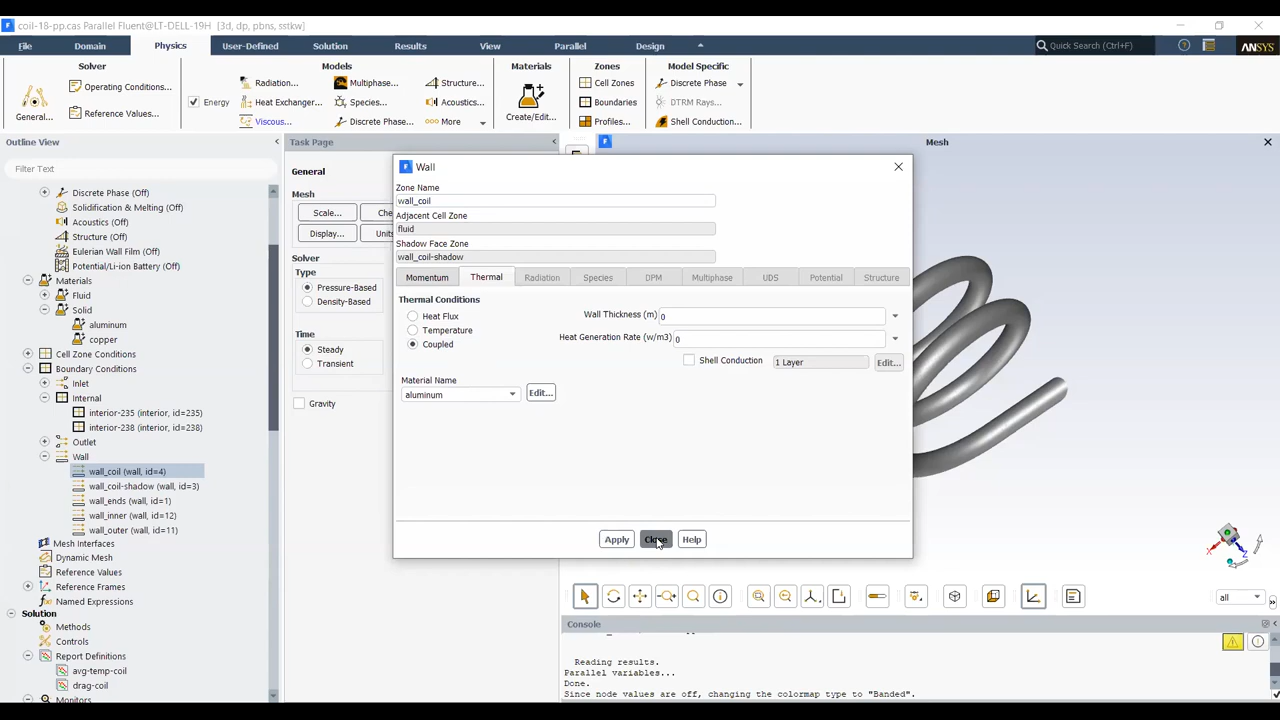 coil-18-pp.cas Parallel Fluent@LT-DELL-19H [3d, dp, pbns, sstkw]
File Domain Physics User-Defined Solution Results View Parallel Design Quick Search (Ctrl+F) ANSYS
Solver Models Materials Zones Model Specific
General...
Operating Conditions...
Reference Values...
Energy
Radiation...
Heat Exchanger...
Viscous...
Multiphase...
Species...
Discrete Phase...
Structure...
Acoustics...
More
Create/Edit...
Cell Zones
Boundaries
Profiles...
Discrete Phase
DTRM Rays...
Shell Conduction...
Outline View
Filter Text
Discrete Phase (Off)
Solidification & Melting (Off)
Acoustics (Off)
Structure (Off)
Eulerian Wall Film (Off)
Potential/Li-ion Battery (Off)
Materials
Fluid
Solid
aluminum
copper
Cell Zone Conditions
Boundary Conditions
Inlet
Internal
interior-235 (interior, id=235)
interior-238 (interior, id=238)
Outlet
Wall
wall_coil (wall, id=4)
wall_coil-shadow (wall, id=3)
wall_ends (wall, id=1)
wall_inner (wall, id=12)
wall_outer (wall, id=11)
Mesh Interfaces
Dynamic Mesh
Reference Values
Reference Frames
Named Expressions
Solution
Methods
Controls
Report Definitions
avg-temp-coil
drag-coil
Monitors
Task Page
General
Mesh
Scale...
Display...
Solver
Type
Pressure-Based
Density-Based
Time
Steady
Transient
Gravity
Mesh
Wall
Zone Name
wall_coil
Adjacent Cell Zone
fluid
Shadow Face Zone
wall_coil-shadow
Momentum Thermal Radiation Species DPM Multiphase UDS Potential Structure
Thermal Conditions
Heat Flux
Temperature
Coupled
Wall Thickness (m) 0
Heat Generation Rate (w/m3) 0
Shell Conduction 1 Layer Edit...
Material Name
aluminum Edit...
Apply Close Help
all
Console
Reading results.
Parallel variables...
Done.
Since node values are off, changing the colormap type to "Banded".